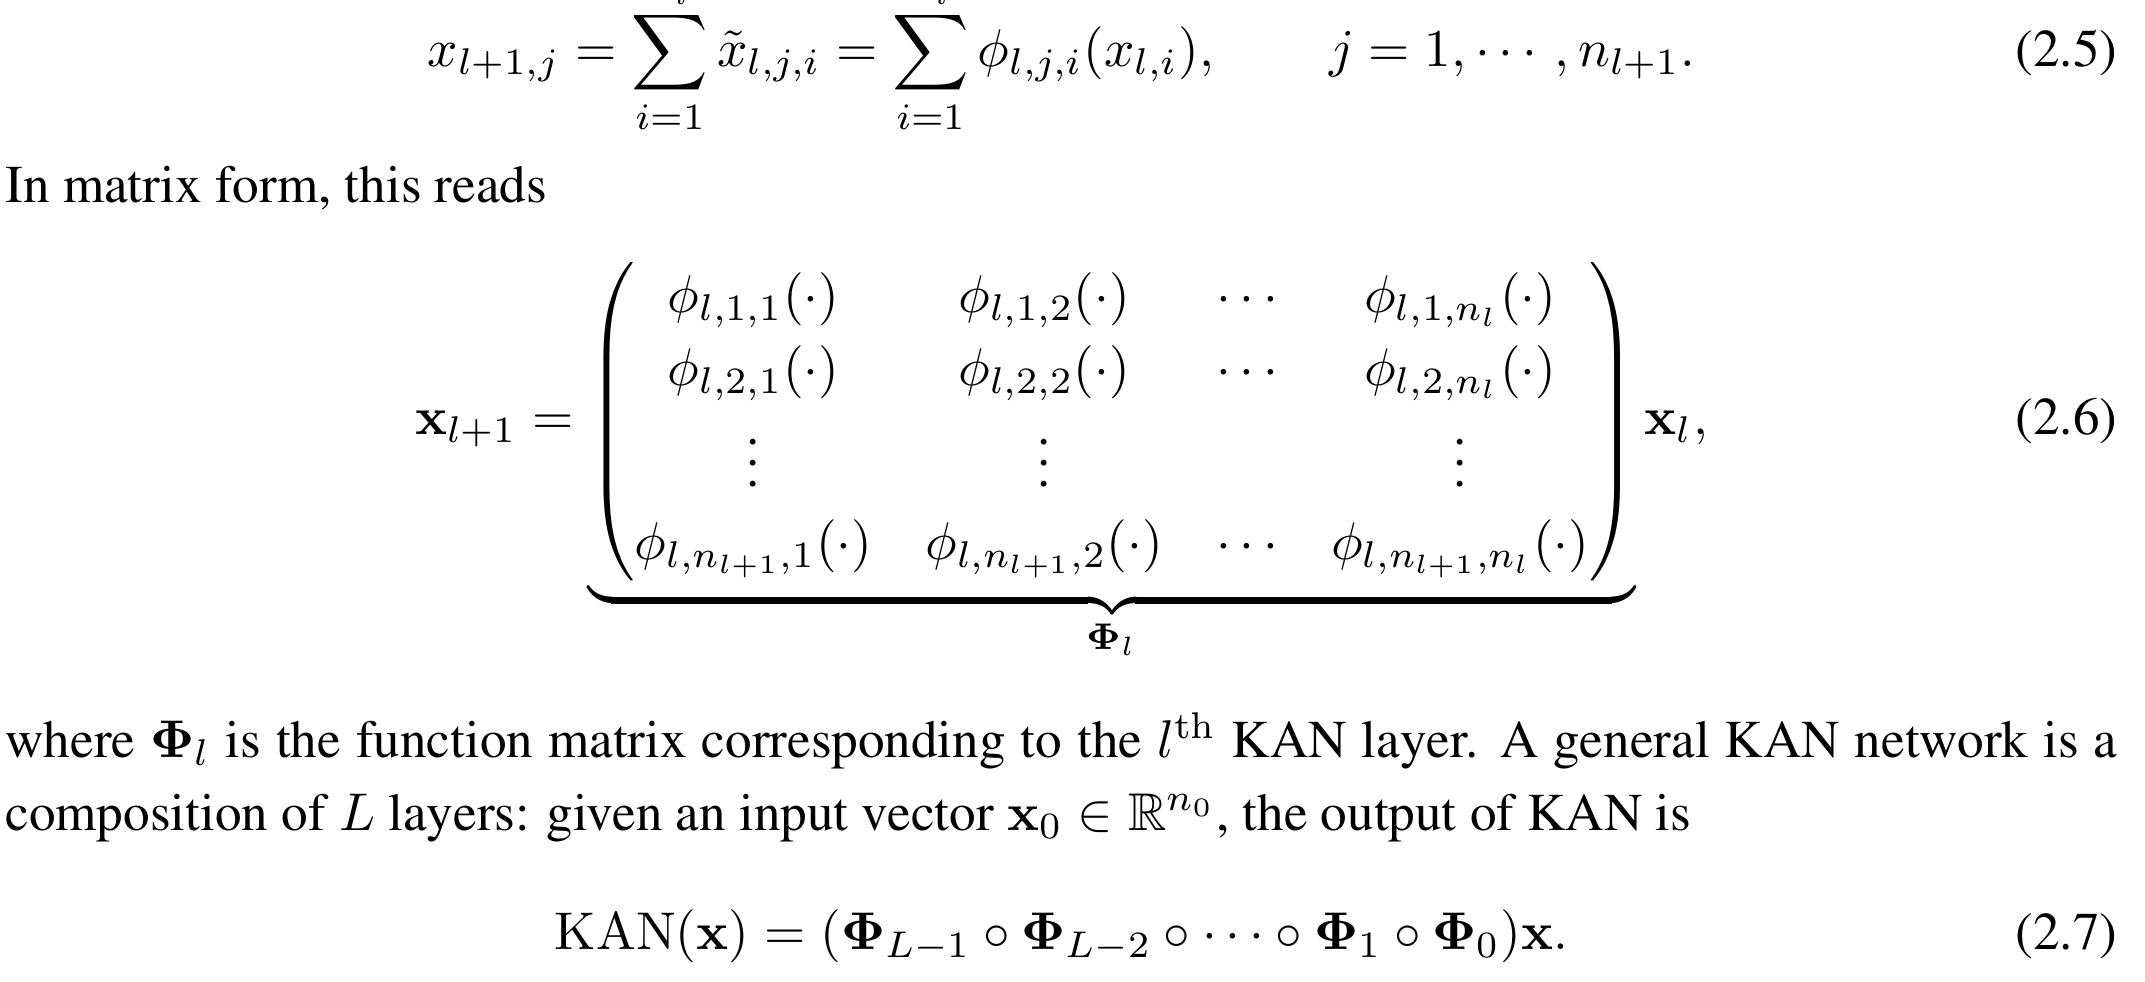 x_{l+1,j} = \sum_{i=1} \tilde{x}_{l,j,i} = \sum_{i=1} \phi_{l,j,i}(x_{l,i}), j = 1, \cdots, n_{l+1}. (2.5)
In matrix form, this reads
\mathbf{x}_{l+1} = \underbrace{\begin{pmatrix} \phi_{l,1,1}(\cdot) & \phi_{l,1,2}(\cdot) & \cdots & \phi_{l,1,n_l}(\cdot) \\ \phi_{l,2,1}(\cdot) & \phi_{l,2,2}(\cdot) & \cdots & \phi_{l,2,n_l}(\cdot) \\ \vdots & \vdots & & \vdots \\ \phi_{l,n_{l+1},1}(\cdot) & \phi_{l,n_{l+1},2}(\cdot) & \cdots & \phi_{l,n_{l+1},n_l}(\cdot) \end{pmatrix}}_{\mathbf{\Phi}_l} \mathbf{x}_l, (2.6)
where \mathbf{\Phi}_l is the function matrix corresponding to the l^{th} KAN layer. A general KAN network is a
composition of L layers: given an input vector \mathbf{x}_0 \in \mathbb{R}^{n_0}, the output of KAN is
KAN(\mathbf{x}) = (\mathbf{\Phi}_{L-1} \circ \mathbf{\Phi}_{L-2} \circ \cdots \circ \mathbf{\Phi}_1 \circ \mathbf{\Phi}_0)\mathbf{x}. (2.7)